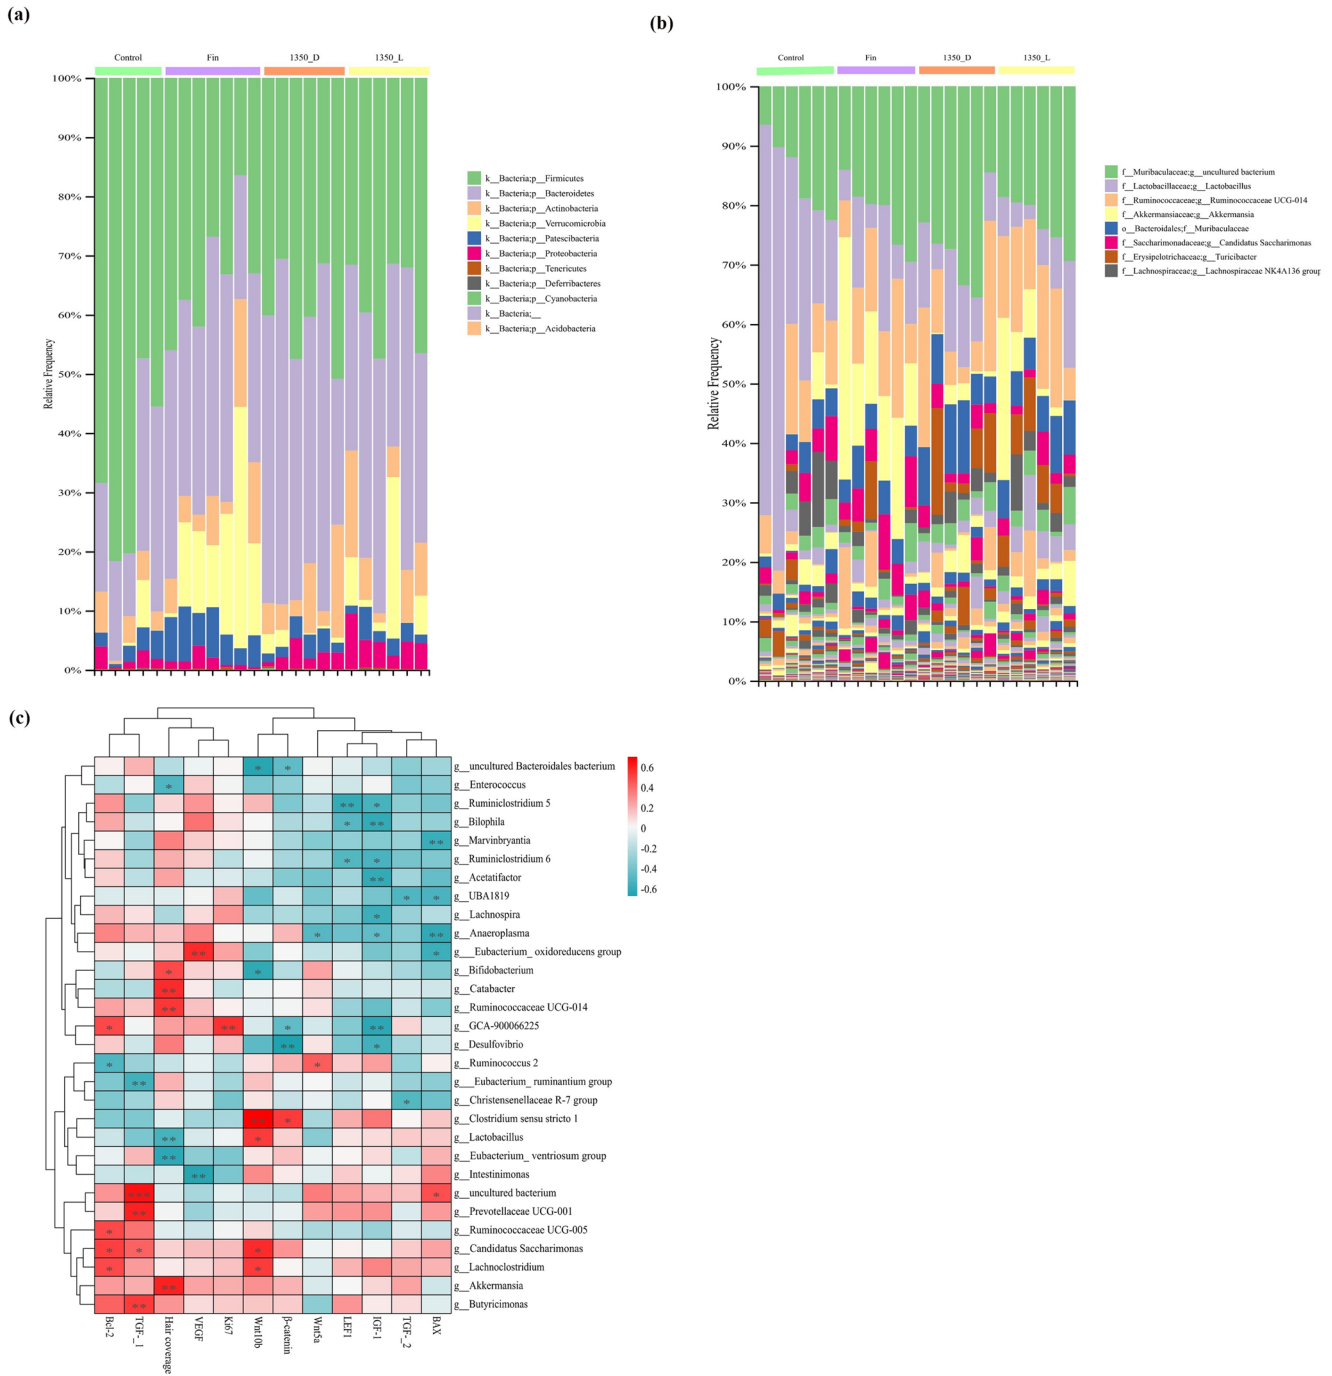 (a)
Control Fin 1350_D 1350_L
100%
90%
80%
70%
60%
50%
40%
30%
20%
10%
0%
Relative Frequency
k__Bacteria;p__Firmicutes
k__Bacteria;p__Bacteroidetes
k__Bacteria;p__Actinobacteria
k__Bacteria;p__Verrucomicrobia
k__Bacteria;p__Patescibacteria
k__Bacteria;p__Proteobacteria
k__Bacteria;p__Tenericutes
k__Bacteria;p__Deferribacteres
k__Bacteria;p__Cyanobacteria
k__Bacteria;__
k__Bacteria;p__Acidobacteria
(b)
Control Fin 1350_D 1350_L
100%
90%
80%
70%
60%
50%
40%
30%
20%
10%
0%
Relative Frequency
f__Muribaculaceae;g__uncultured bacterium
f__Lactobacillaceae;g__Lactobacillus
f__Ruminococcaceae;g__Ruminococcaceae UCG-014
f__Akkermansiaceae;g__Akkermansia
o__Bacteroidales;f__Muribaculaceae
f__Saccharimonadaceae;g__Candidatus Saccharimonas
f__Erysipelotrichaceae;g__Turicibacter
f__Lachnospiraceae;g__Lachnospiraceae NK4A136 group
(c)
g__uncultured Bacteroidales bacterium
g__Enterococcus
g__Ruminiclostridium 5
g__Bilophila
g__Marvinbryantia
g__Ruminiclostridium 6
g__Acetatifactor
g__UBA1819
g__Lachnospira
g__Anaeroplasma
g___Eubacterium_ oxidoreducens group
g__Bifidobacterium
g__Catabacter
g__Ruminococcaceae UCG-014
g__GCA-900066225
g__Desulfovibrio
g__Ruminococcus 2
g___Eubacterium_ ruminantium group
g__Christensenellaceae R-7 group
g__Clostridium sensu stricto 1
g__Lactobacillus
g__Eubacterium_ ventriosum group
g__Intestinimonas
g__uncultured bacterium
g__Prevotellaceae UCG-001
g__Ruminococcaceae UCG-005
g__Candidatus Saccharimonas
g__Lachnoclostridium
g__Akkermansia
g__Butyricimonas
0.6
0.4
0.2
0
-0.2
-0.4
-0.6
Bcl-2
TGF-_1
Hair coverage
VEGF
Ki67
Wnt10b
β-catenin
Wnt5a
LEF1
IGF-1
TGF-_2
BAX